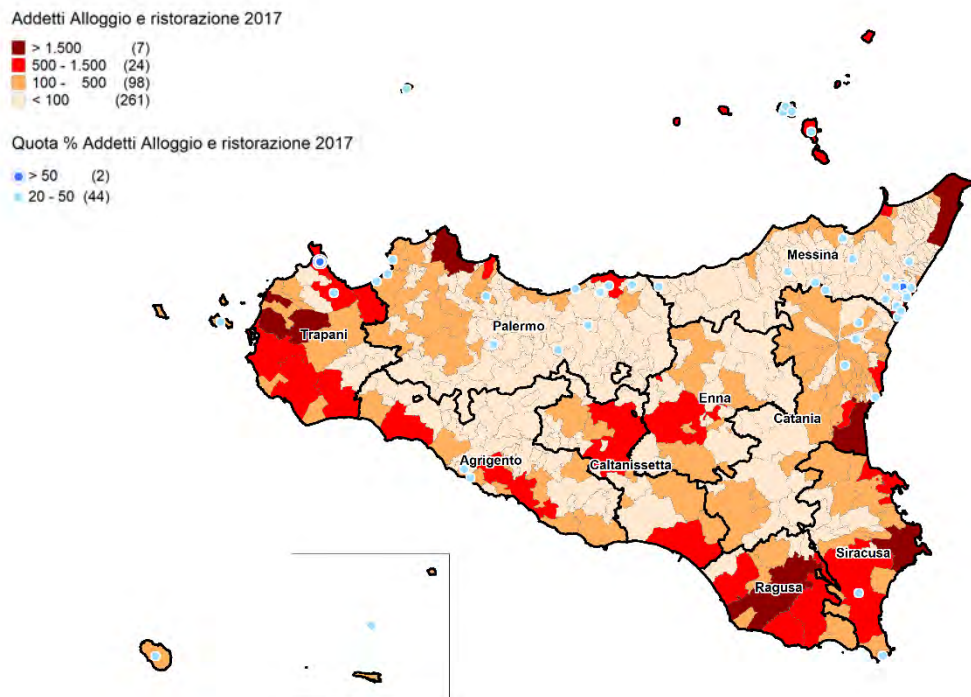 Addetti Alloggio e ristorazione 2017
> 1.500 (7)
500 - 1.500 (24)
100 - 500 (98)
< 100 (261)
Quota % Addetti Alloggio e ristorazione 2017
> 50 (2)
20 - 50 (44)
Messina
Trapani
Palermo
Enna
Catania
Agrigento
Caltanissetta
Siracusa
Ragusa